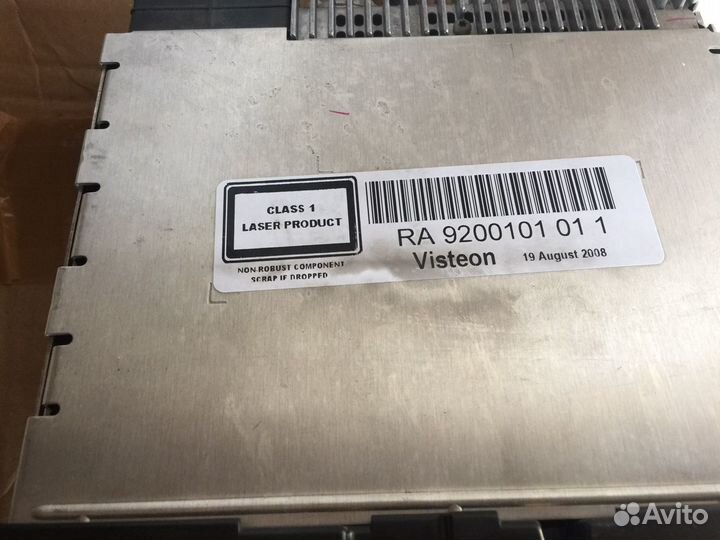 CLASS 1
LASER PRODUCT
NON-ROBUST COMPONENT
SCRAP IF DROPPED
RA 9200101 01 1
Visteon 19 August 2008
Avito